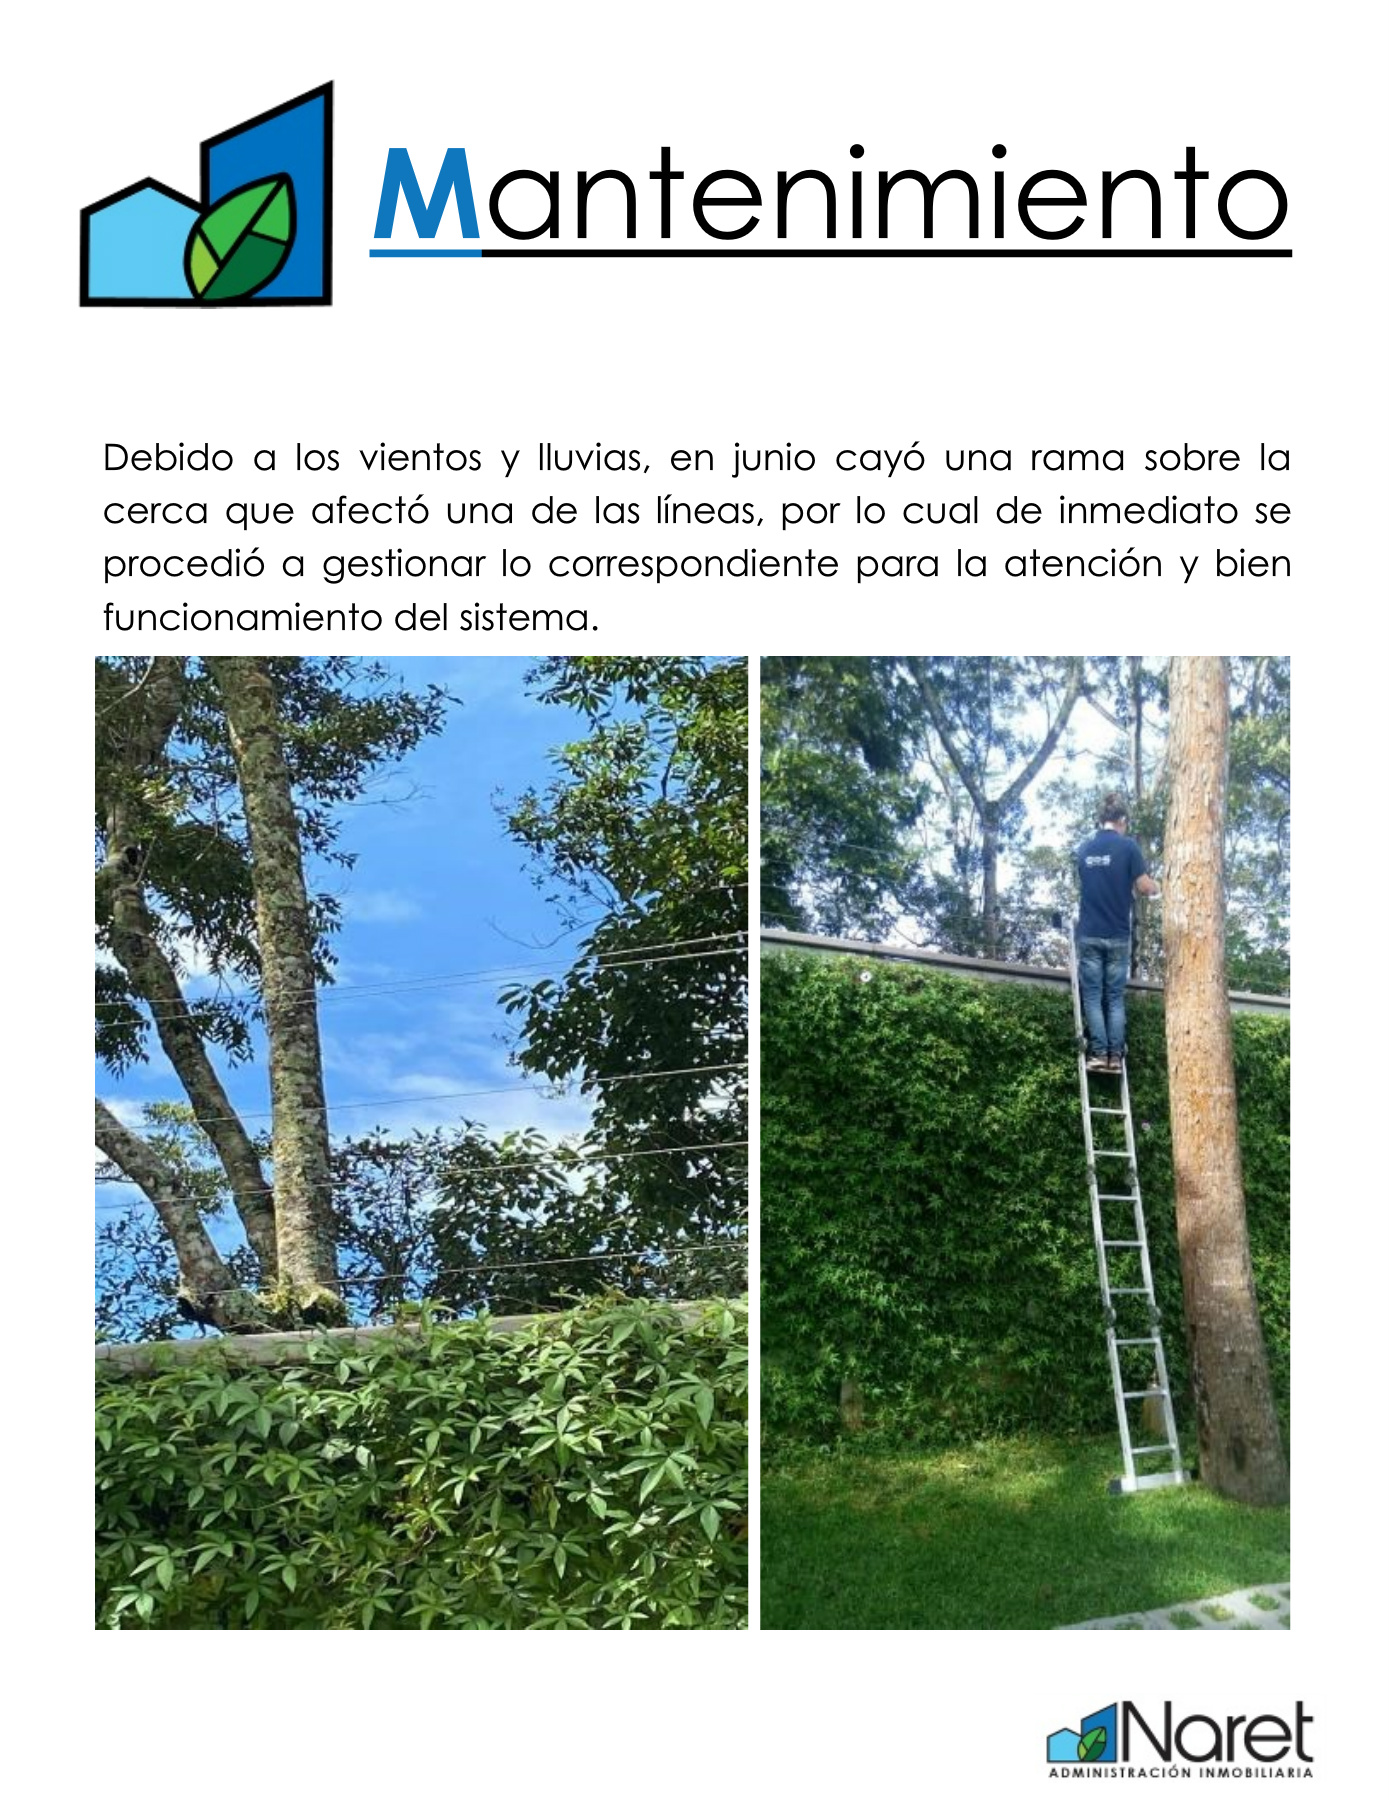 Mantenimiento
Debido a los vientos y lluvias, en junio cayó una rama sobre la
cerca que afectó una de las líneas, por lo cual de inmediato se
procedió a gestionar lo correspondiente para la atención y bien
funcionamiento del sistema.
Naret
ADMINISTRACIÓN INMOBILIARIA